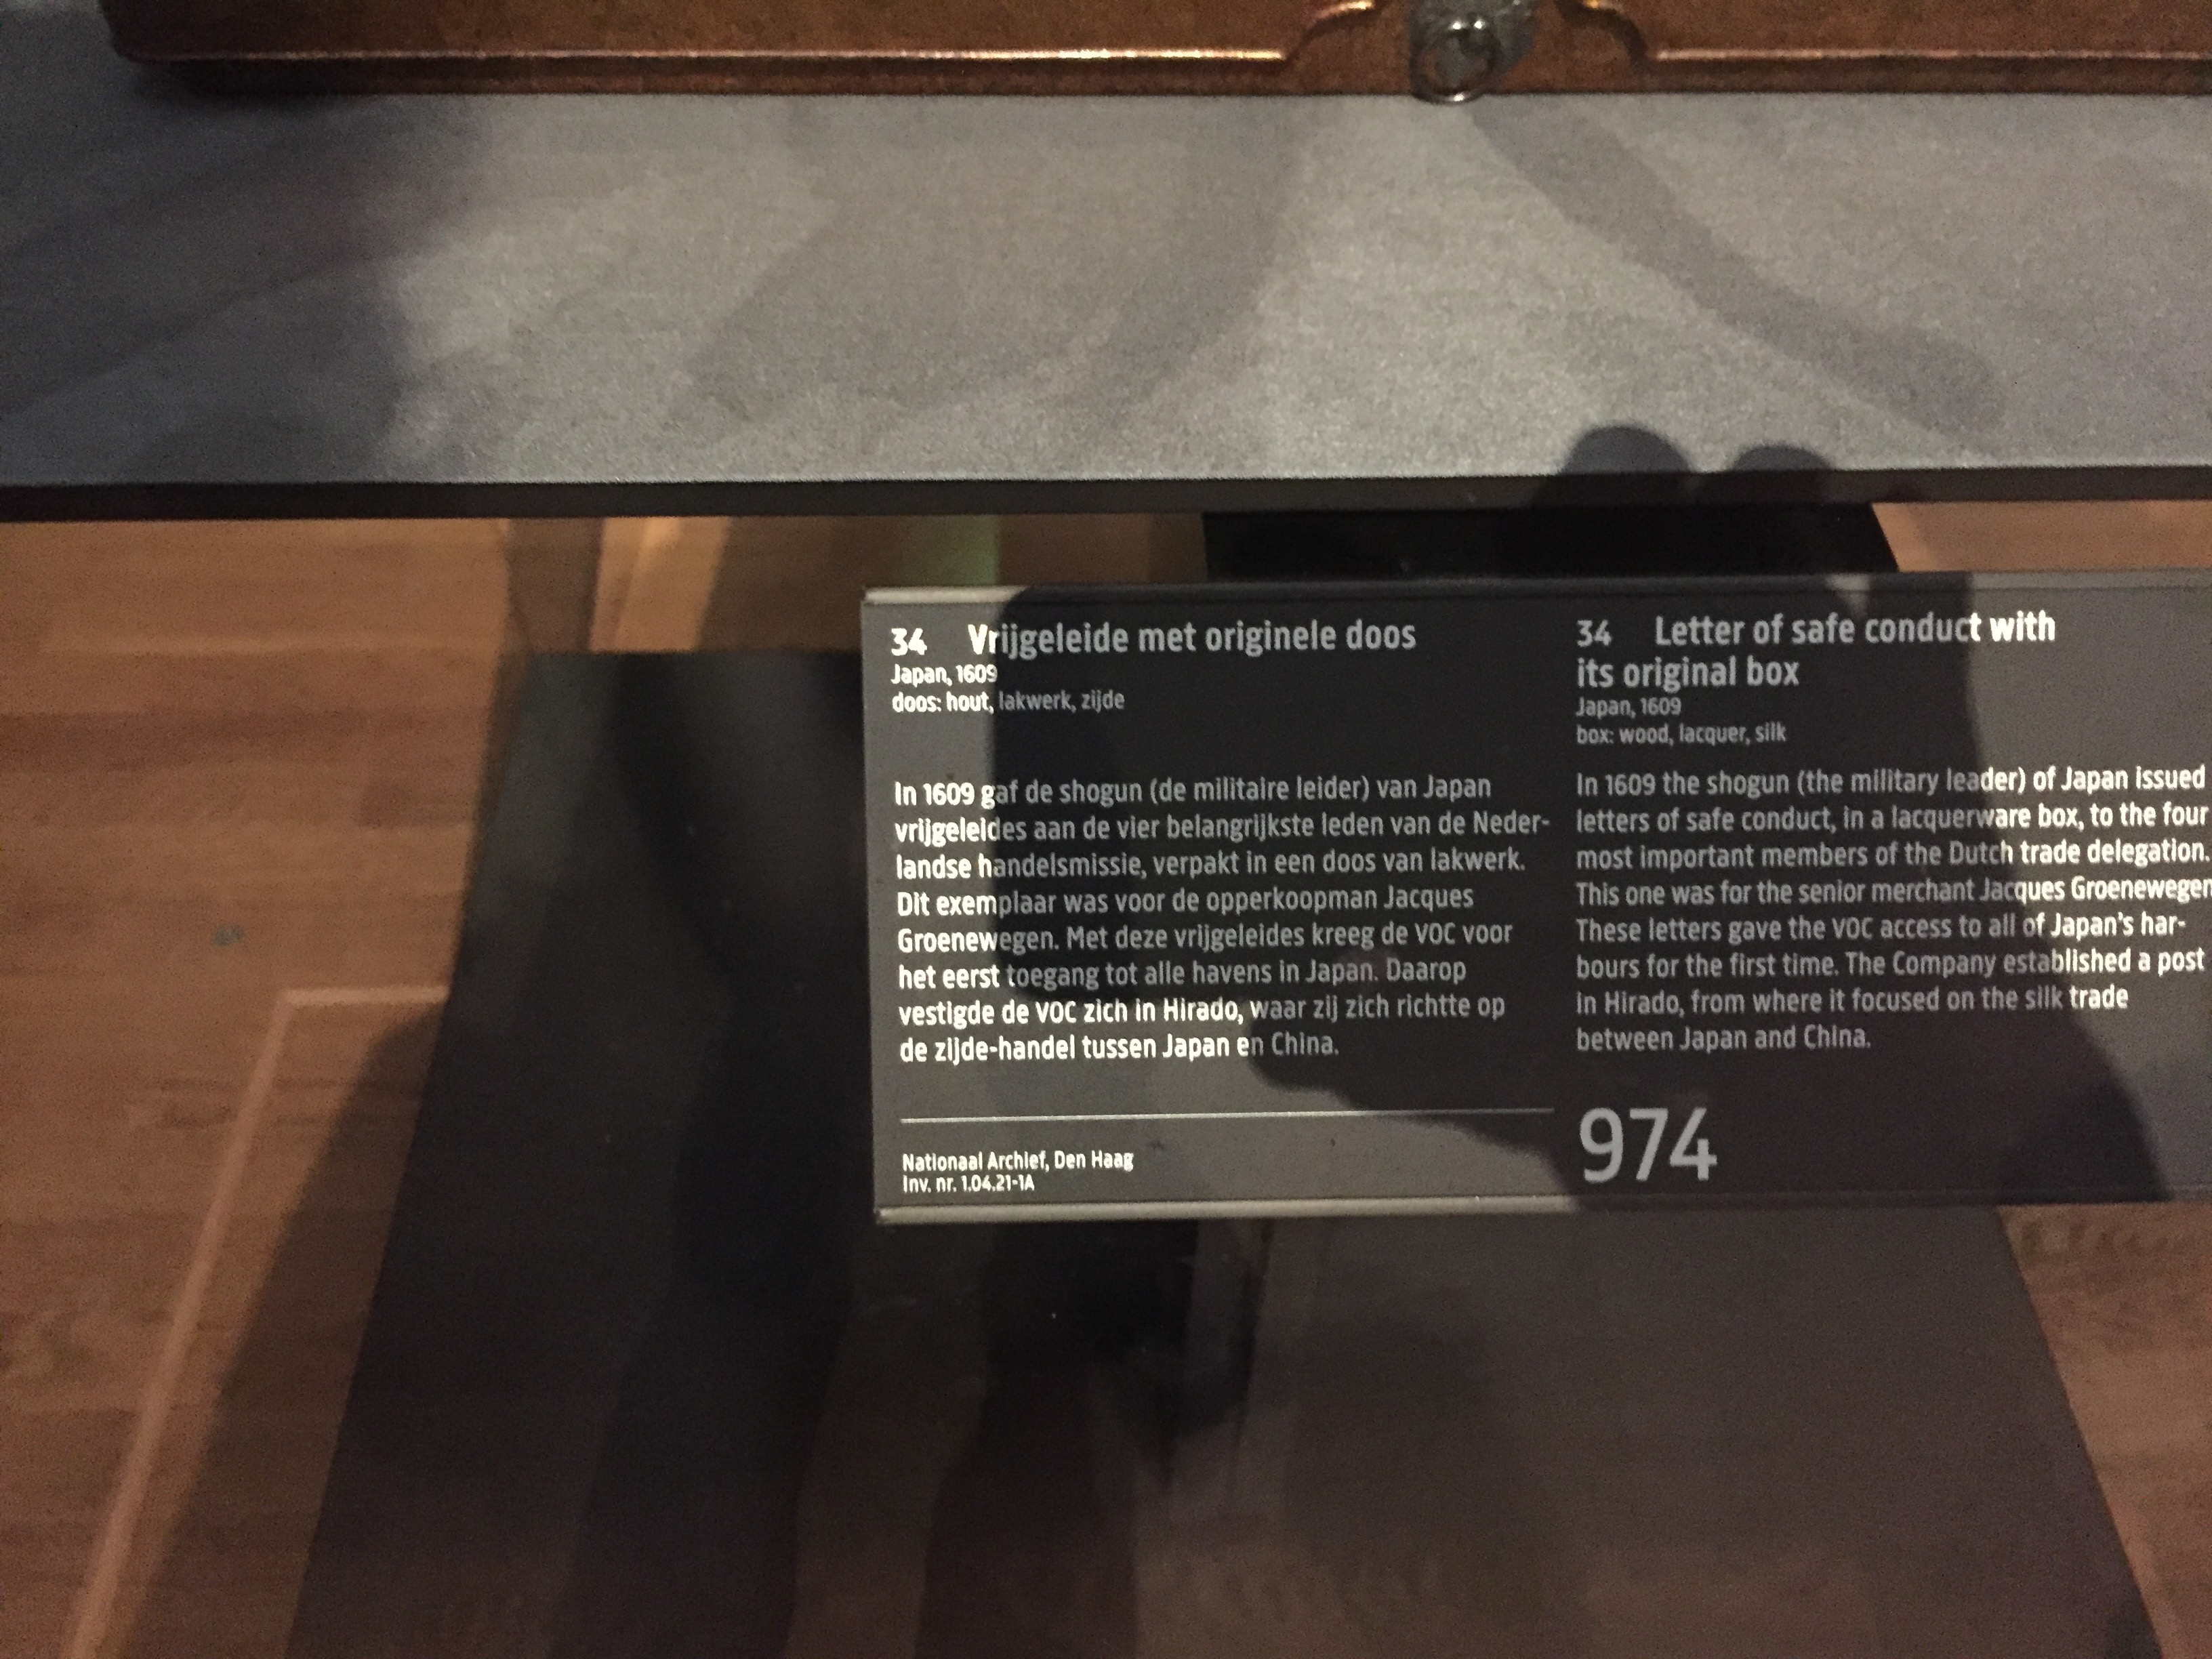 34 Vrijgeleide met originele doos
Japan, 1609
doos: hout, lakwerk, zijde
In 1609 gaf de shogun (de militaire leider) van Japan
vrijgeleides aan de vier belangrijkste leden van de Neder-
landse handelsmissie, verpakt in een doos van lakwerk.
Dit exemplaar was voor de opperkoopman Jacques
Groenewegen. Met deze vrijgeleides kreeg de VOC voor
het eerst toegang tot alle havens in Japan. Daarop
vestigde de VOC zich in Hirado, waar zij zich richtte op
de zijde-handel tussen Japan en China.
Nationaal Archief, Den Haag
Inv. nr. 1.04.21-1A
34 Letter of safe conduct with
its original box
Japan, 1609
box: wood, lacquer, silk
In 1609 the shogun (the military leader) of Japan issued
letters of safe conduct, in a lacquerware box, to the four
most important members of the Dutch trade delegation.
This one was for the senior merchant Jacques Groenewegen
These letters gave the VOC access to all of Japan's har-
bours for the first time. The Company established a post
in Hirado, from where it focused on the silk trade
between Japan and China.
974